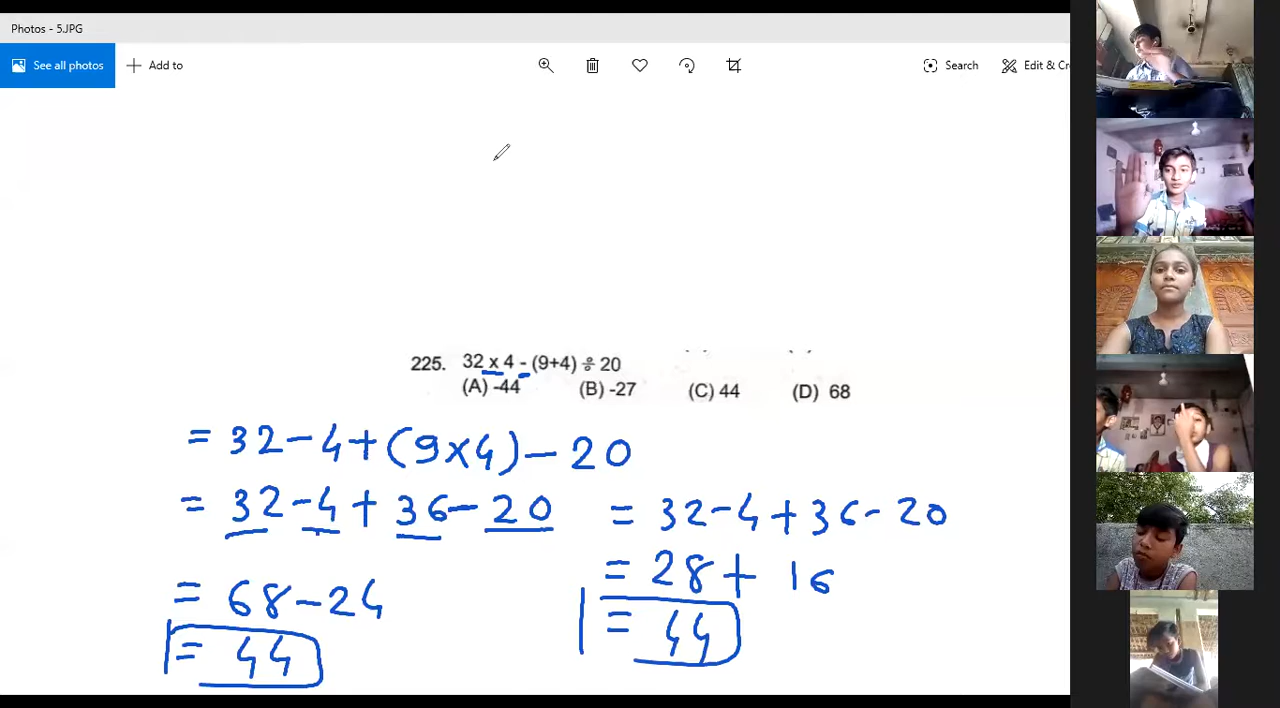 Photos - 5.JPG
See all photos
Add to
Search
Edit & Cr
225. 32 x 4 - (9+4) ÷ 20
(A) -44 (B) -27 (C) 44 (D) 68
= 32 - 4 + (9 x 4) - 20
= 32 - 4 + 36 - 20
= 68 - 24
= 44
= 32 - 4 + 36 - 20
= 28 + 16
= 44